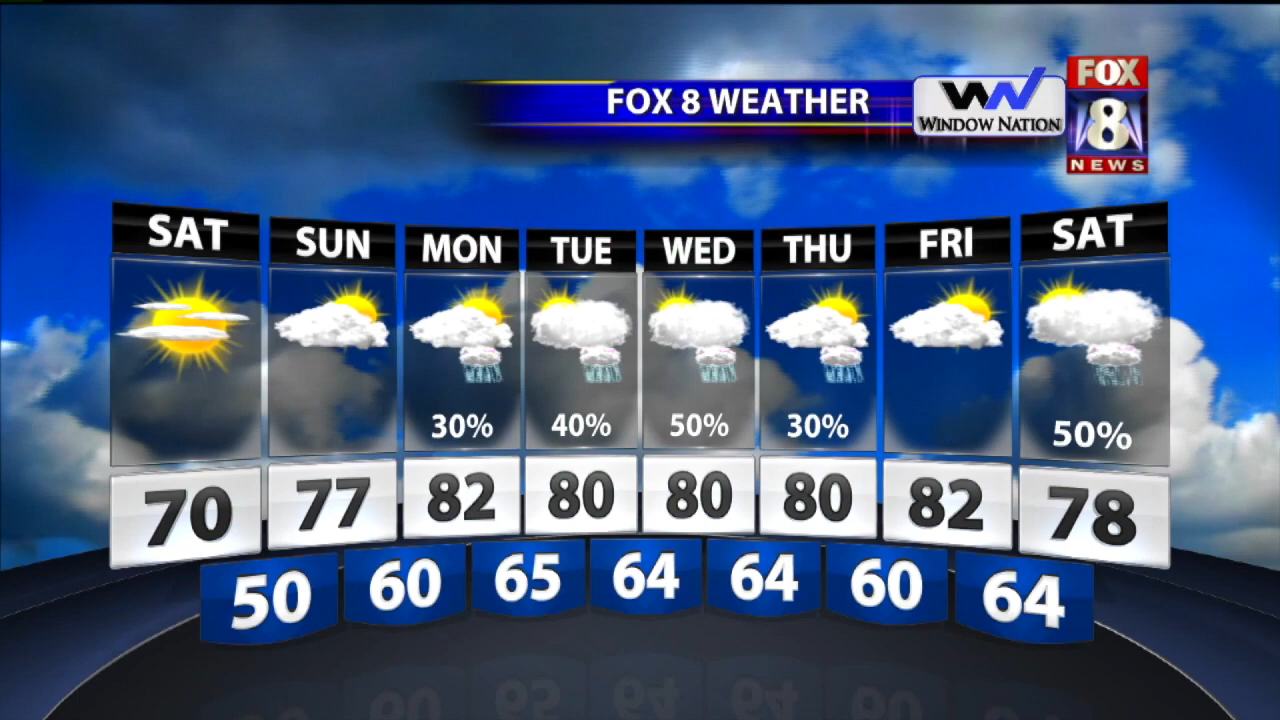 FOX 8 WEATHER
WN
WINDOW NATION
FOX
8
NEWS
SAT SUN MON TUE WED THU FRI SAT
30% 40% 50% 30% 50%
70 77 82 80 80 80 82 78
50 60 65 64 64 60 64